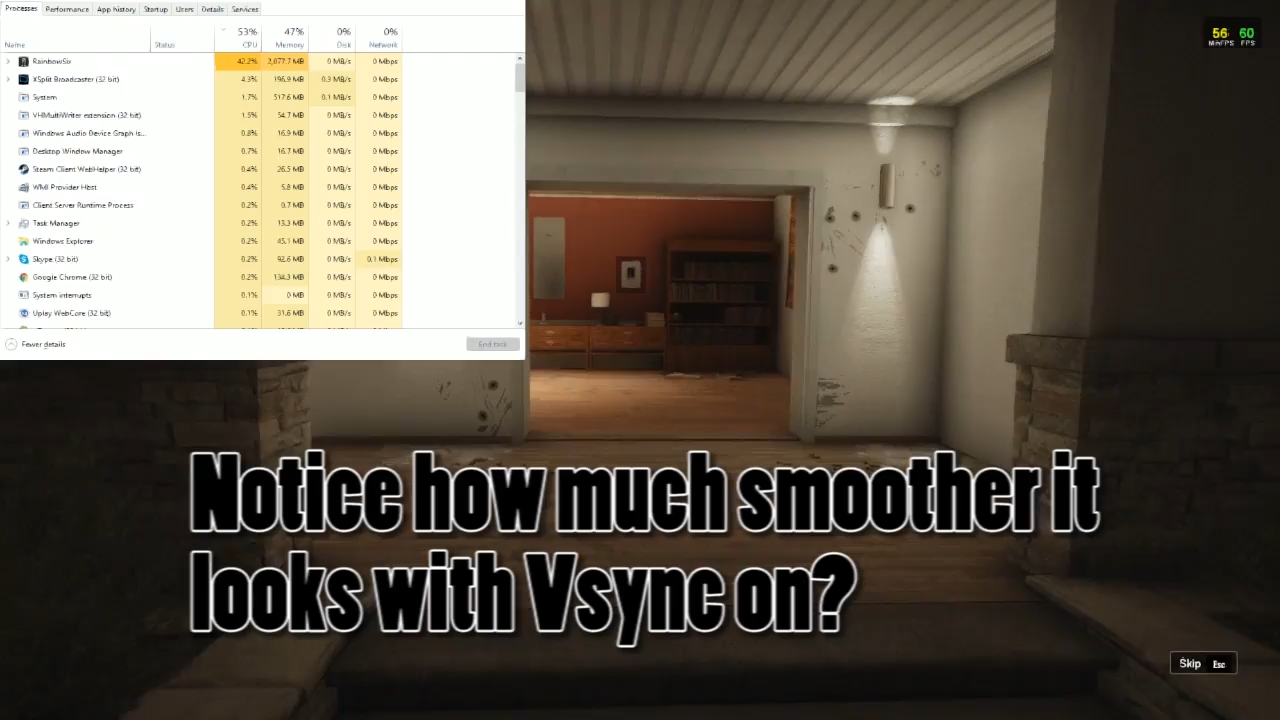 Processes Performance App history Startup Users Details Services
53% 47% 0% 0%
Name Status CPU Memory Disk Network
RainbowSix 42.2% 2,077.7 MB 0 MB/s 0 Mbps
XSplit Broadcaster (32 bit) 4.3% 196.9 MB 0.3 MB/s 0 Mbps
System 1.7% 517.6 MB 0.1 MB/s 0 Mbps
VHMultiWriter extension (32 bit) 1.5% 54.7 MB 0 MB/s 0 Mbps
Windows Audio Device Graph Is... 0.8% 16.9 MB 0 MB/s 0 Mbps
Desktop Window Manager 0.7% 16.7 MB 0 MB/s 0 Mbps
Steam Client WebHelper (32 bit) 0.4% 26.5 MB 0 MB/s 0 Mbps
WMI Provider Host 0.4% 5.8 MB 0 MB/s 0 Mbps
Client Server Runtime Process 0.2% 0.7 MB 0 MB/s 0 Mbps
Task Manager 0.2% 13.3 MB 0 MB/s 0 Mbps
Windows Explorer 0.2% 45.1 MB 0 MB/s 0 Mbps
Skype (32 bit) 0.2% 92.6 MB 0 MB/s 0.1 Mbps
Google Chrome (32 bit) 0.2% 134.3 MB 0 MB/s 0 Mbps
System interrupts 0.1% 0 MB 0 MB/s 0 Mbps
Uplay WebCore (32 bit) 0.1% 31.6 MB 0 MB/s 0 Mbps
Fewer details End task
56 60
MinFPS FPS
Notice how much smoother it
looks with Vsync on?
Skip Esc